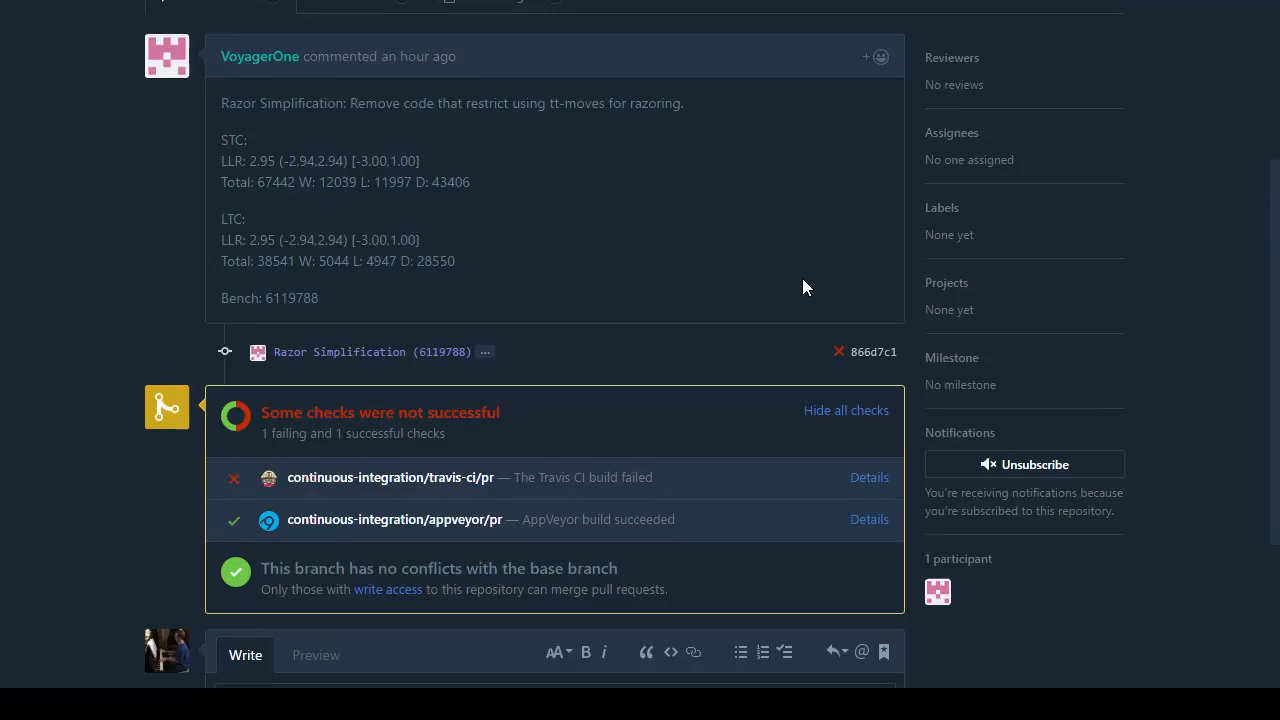 VoyagerOne commented an hour ago
Razor Simplification: Remove code that restrict using tt-moves for razoring.
STC:
LLR: 2.95 (-2.94,2.94) [-3.00,1.00]
Total: 67442 W: 12039 L: 11997 D: 43406
LTC:
LLR: 2.95 (-2.94,2.94) [-3.00,1.00]
Total: 38541 W: 5044 L: 4947 D: 28550
Bench: 6119788
Razor Simplification (6119788) ...
866d7c1
Some checks were not successful
1 failing and 1 successful checks
Hide all checks
continuous-integration/travis-ci/pr — The Travis CI build failed
Details
continuous-integration/appveyor/pr — AppVeyor build succeeded
Details
This branch has no conflicts with the base branch
Only those with write access to this repository can merge pull requests.
Write
Preview
AA B i
Reviewers
No reviews
Assignees
No one assigned
Labels
None yet
Projects
None yet
Milestone
No milestone
Notifications
Unsubscribe
You're receiving notifications because
you're subscribed to this repository.
1 participant